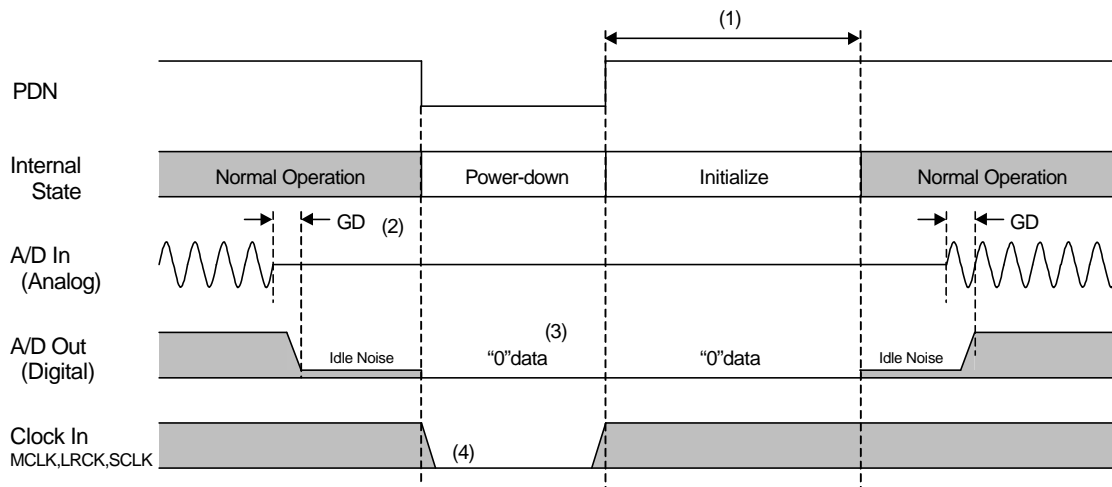 (1)
PDN
Internal
State
Normal Operation
Power-down
Initialize
Normal Operation
GD
(2)
GD
A/D In
(Analog)
A/D Out
(Digital)
Idle Noise
(3)
“0”data
“0”data
Idle Noise
Clock In
MCLK,LRCK,SCLK
(4)